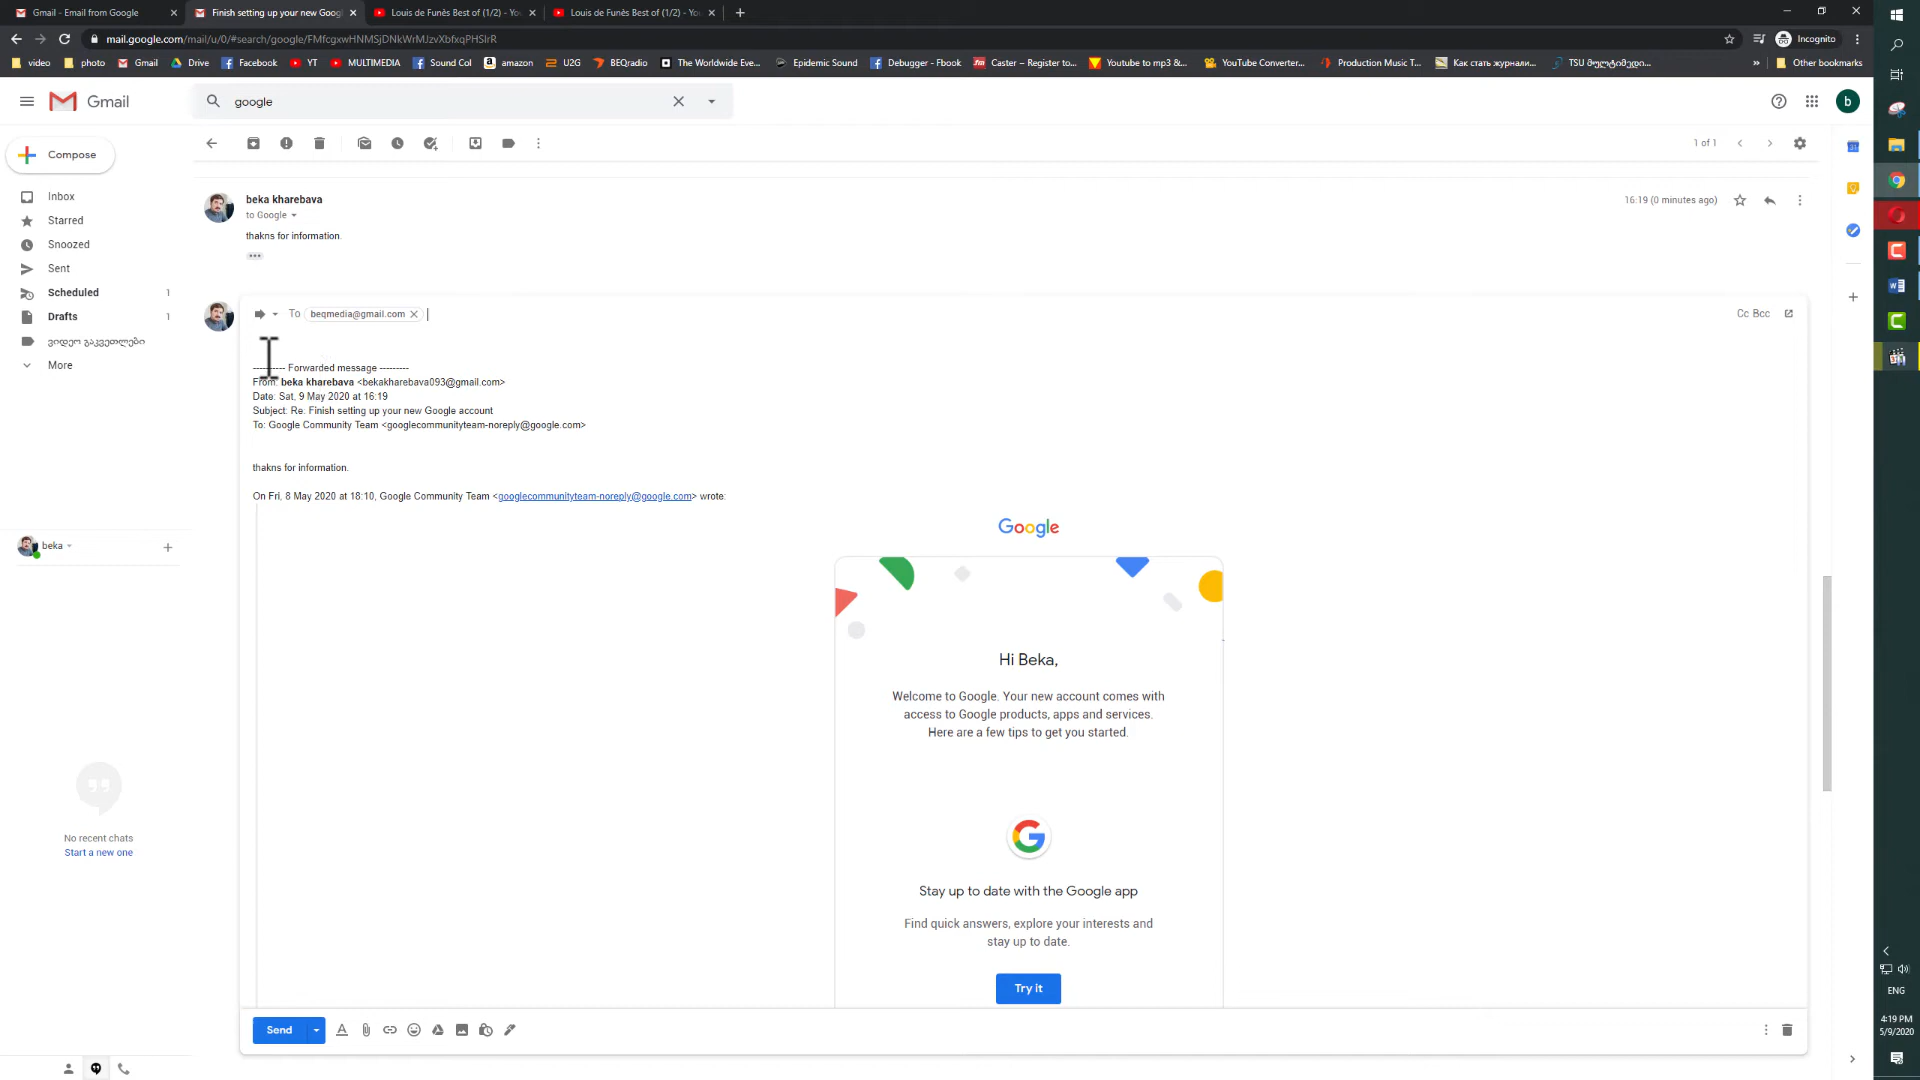 Gmail - Email from Google
Finish setting up your new Goog
Louis de Funès Best of (1/2) - Yo
Louis de Funès Best of (1/2) - Yo
mail.google.com/mail/u/0/#search/google/FMfcgxwHNMSjDNkWrMJzvXbfxqPHSlrR
Incognito
video
photo
Gmail
Drive
Facebook
YT
MULTIMEDIA
Sound Col
amazon
U2G
BEQradio
The Worldwide Eve...
Epidemic Sound
Debugger - Fbook
Caster – Register to...
Youtube to mp3 &...
YouTube Converter...
Production Music T...
Как стать журнали...
TSU მულტიმედი...
Other bookmarks
Gmail
google
b
Compose
1 of 1
Inbox
Starred
Snoozed
Sent
Scheduled 1
Drafts 1
ვიდეო გაკვეთლები
More
beka
No recent chats
Start a new one
beka kharebava
16:19 (0 minutes ago)
to Google
thakns for information.
To beqmedia@gmail.com
Cc Bcc
---------- Forwarded message ---------
From: beka kharebava <bekakharebava093@gmail.com>
Date: Sat, 9 May 2020 at 16:19
Subject: Re: Finish setting up your new Google account
To: Google Community Team <googlecommunityteam-noreply@google.com>
thakns for information.
On Fri, 8 May 2020 at 18:10, Google Community Team <googlecommunityteam-noreply@google.com> wrote:
Google
Hi Beka,
Welcome to Google. Your new account comes with
access to Google products, apps and services.
Here are a few tips to get you started.
Stay up to date with the Google app
Find quick answers, explore your interests and
stay up to date.
Try it
Send
ENG
4:19 PM
5/9/2020